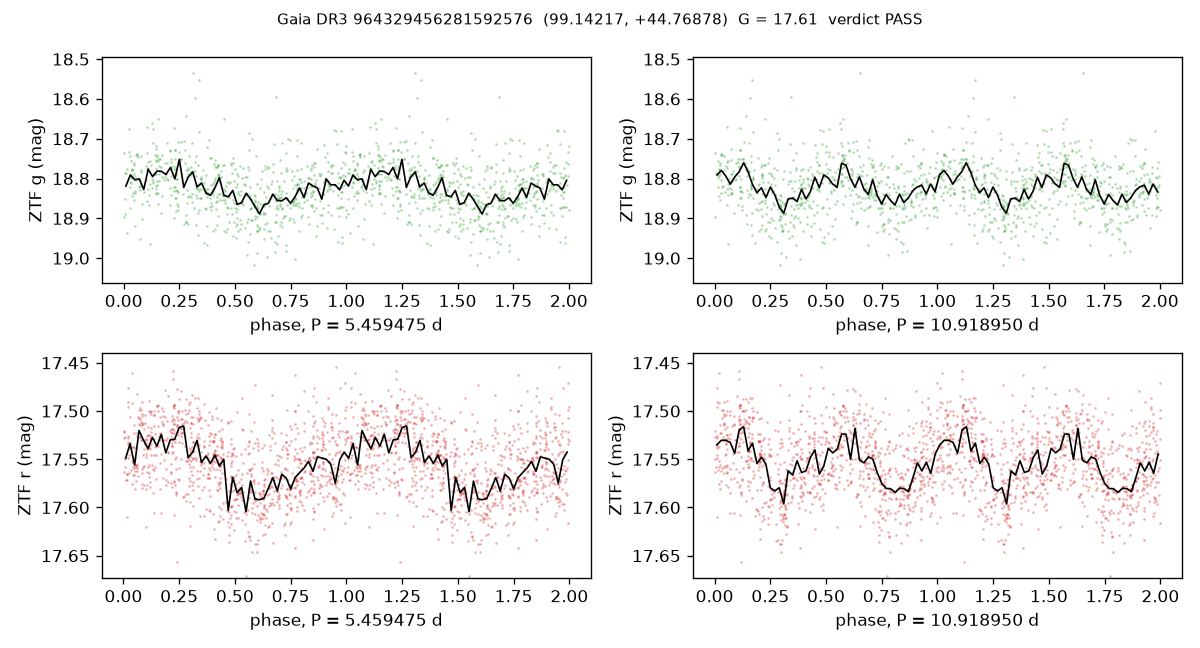 Gaia DR3 964329456281592576 (99.14217, +44.76878) G = 17.61 verdict PASS
18.5
18.6
18.7
18.8
18.9
19.0
ZTF g (mag)
0.00 0.25 0.50 0.75 1.00 1.25 1.50 1.75 2.00
phase, P = 5.459475 d
18.5
18.6
18.7
18.8
18.9
19.0
ZTF g (mag)
0.00 0.25 0.50 0.75 1.00 1.25 1.50 1.75 2.00
phase, P = 10.918950 d
17.45
17.50
17.55
17.60
17.65
ZTF r (mag)
0.00 0.25 0.50 0.75 1.00 1.25 1.50 1.75 2.00
phase, P = 5.459475 d
17.45
17.50
17.55
17.60
17.65
ZTF r (mag)
0.00 0.25 0.50 0.75 1.00 1.25 1.50 1.75 2.00
phase, P = 10.918950 d